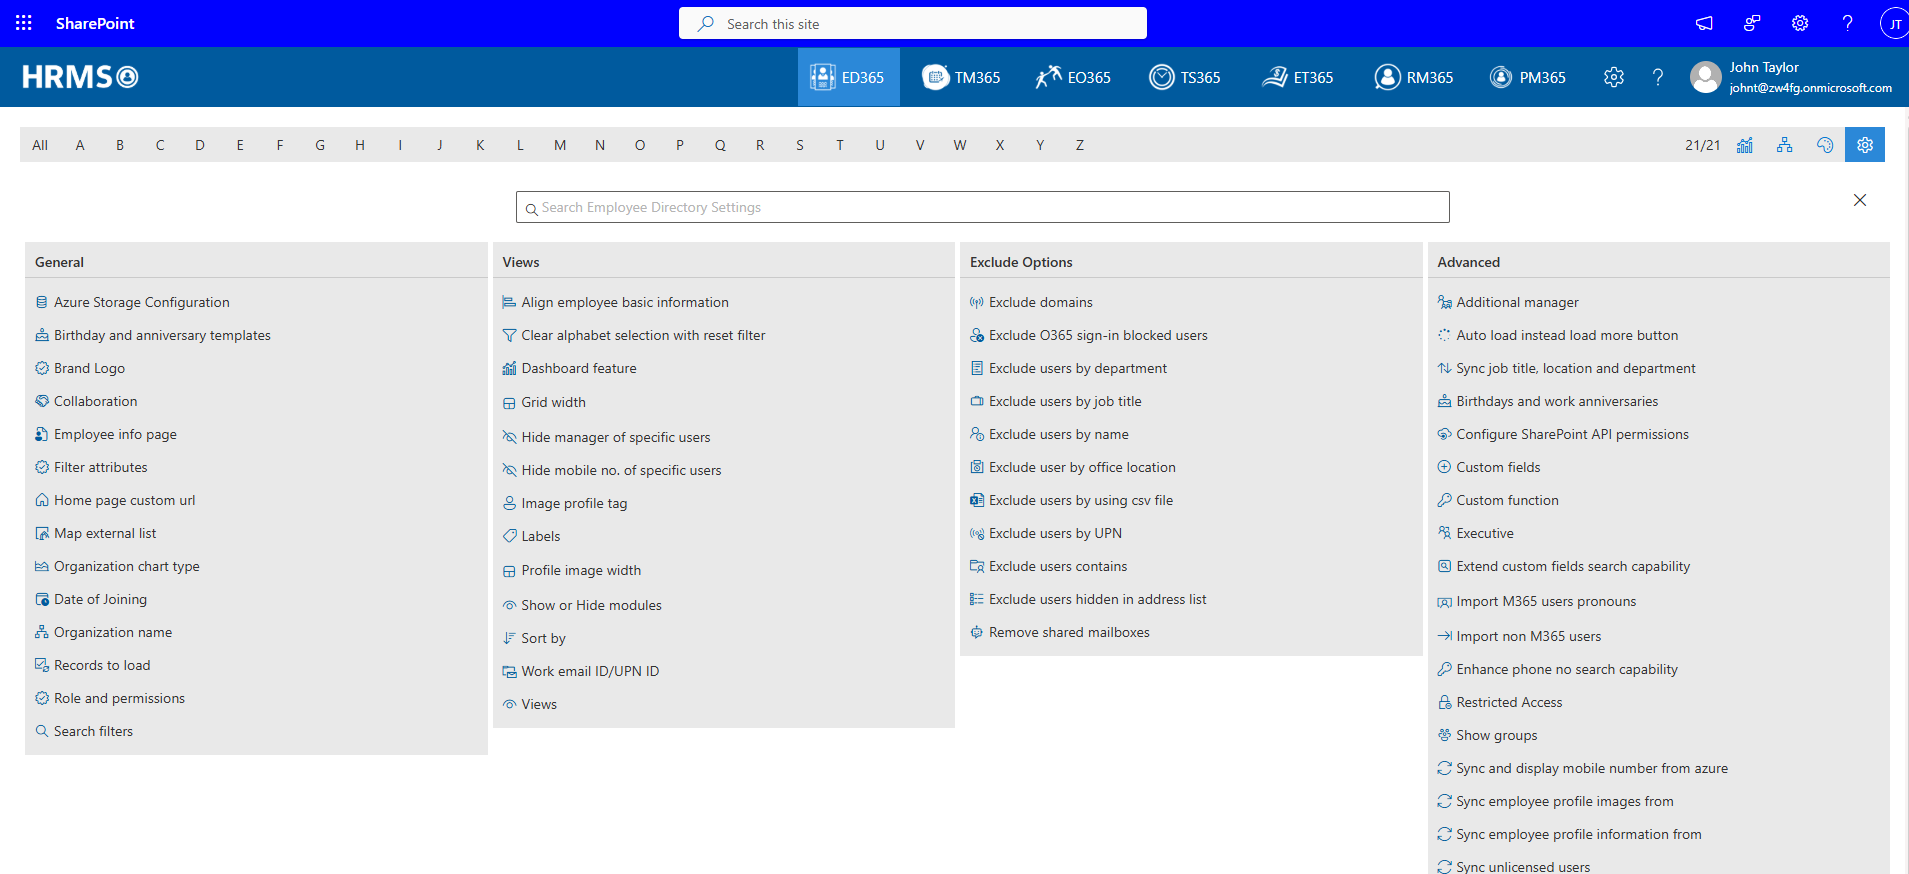 SharePoint
Search this site
JT
HRMS
ED365
TM365
EO365
TS365
ET365
RM365
PM365
John Taylor
johnt@zw4fg.onmicrosoft.com
All A B C D E F G H I J K L M N O P Q R S T U V W X Y Z
21/21
Search Employee Directory Settings
General
Azure Storage Configuration
Birthday and anniversary templates
Brand Logo
Collaboration
Employee info page
Filter attributes
Home page custom url
Map external list
Organization chart type
Date of Joining
Organization name
Records to load
Role and permissions
Search filters
Views
Align employee basic information
Clear alphabet selection with reset filter
Dashboard feature
Grid width
Hide manager of specific users
Hide mobile no. of specific users
Image profile tag
Labels
Profile image width
Show or Hide modules
Sort by
Work email ID/UPN ID
Views
Exclude Options
Exclude domains
Exclude O365 sign-in blocked users
Exclude users by department
Exclude users by job title
Exclude users by name
Exclude user by office location
Exclude users by using csv file
Exclude users by UPN
Exclude users contains
Exclude users hidden in address list
Remove shared mailboxes
Advanced
Additional manager
Auto load instead load more button
Sync job title, location and department
Birthdays and work anniversaries
Configure SharePoint API permissions
Custom fields
Custom function
Executive
Extend custom fields search capability
Import M365 users pronouns
Import non M365 users
Enhance phone no search capability
Restricted Access
Show groups
Sync and display mobile number from azure
Sync employee profile images from
Sync employee profile information from
Sync unlicensed users